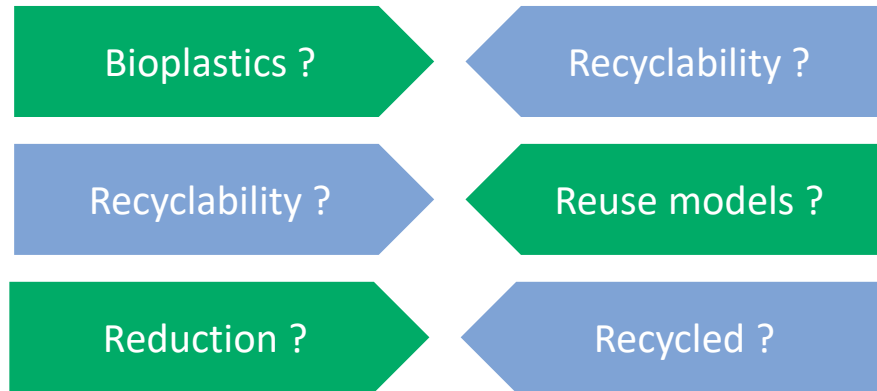 Bioplastics ?
Recyclability ?
Recyclability ?
Reuse models ?
Reduction ?
Recycled ?